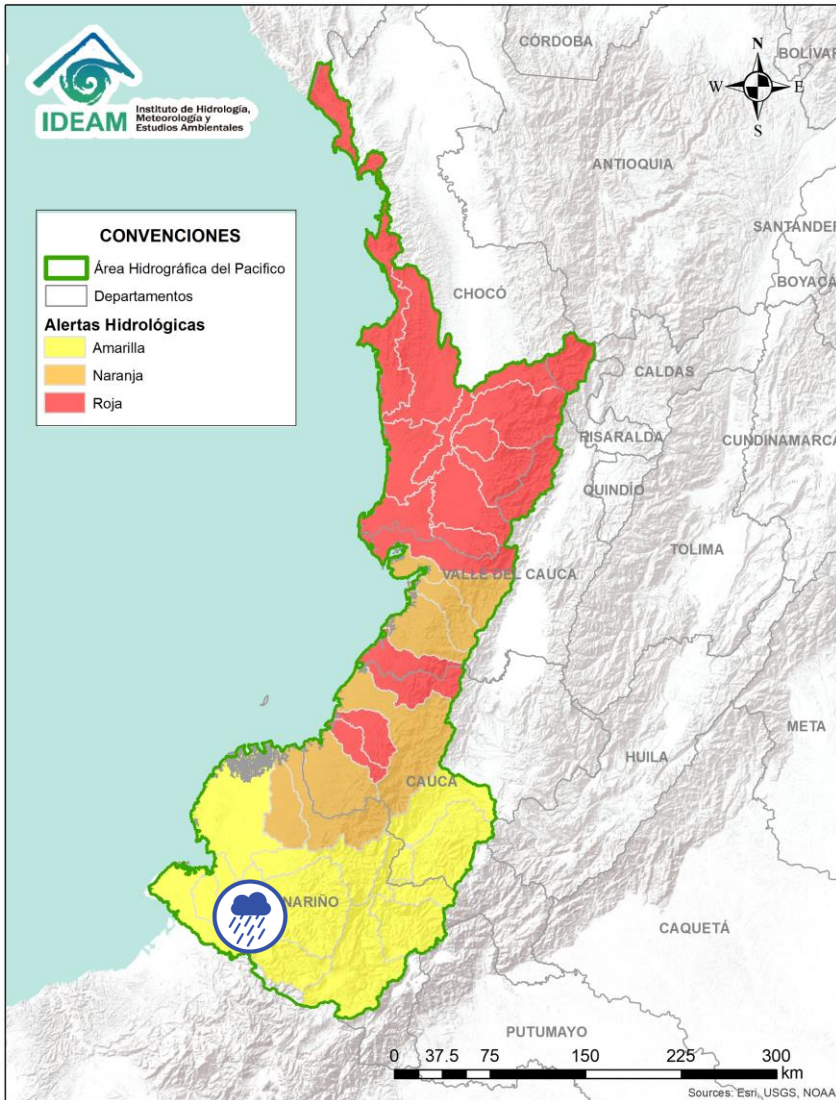 IDEAM
Instituto de Hidrología,
Meteorología y
Estudios Ambientales
N
W
E
S
CÓRDOBA
BOLÍVAR
ANTIOQUIA
SANTANDER
BOYACÁ
CONVENCIONES
Área Hidrográfica del Pacifico
Departamentos
Alertas Hidrológicas
Amarilla
Naranja
Roja
CHOCÓ
CALDAS
RISARALDA
CUNDINAMARCA
QUINDÍO
TOLIMA
VALLE DEL CAUCA
META
HUILA
CAUCA
NARIÑO
CAQUETÁ
PUTUMAYO
0 37.5 75 150 225 300
km
Sources: Esri, USGS, NOAA